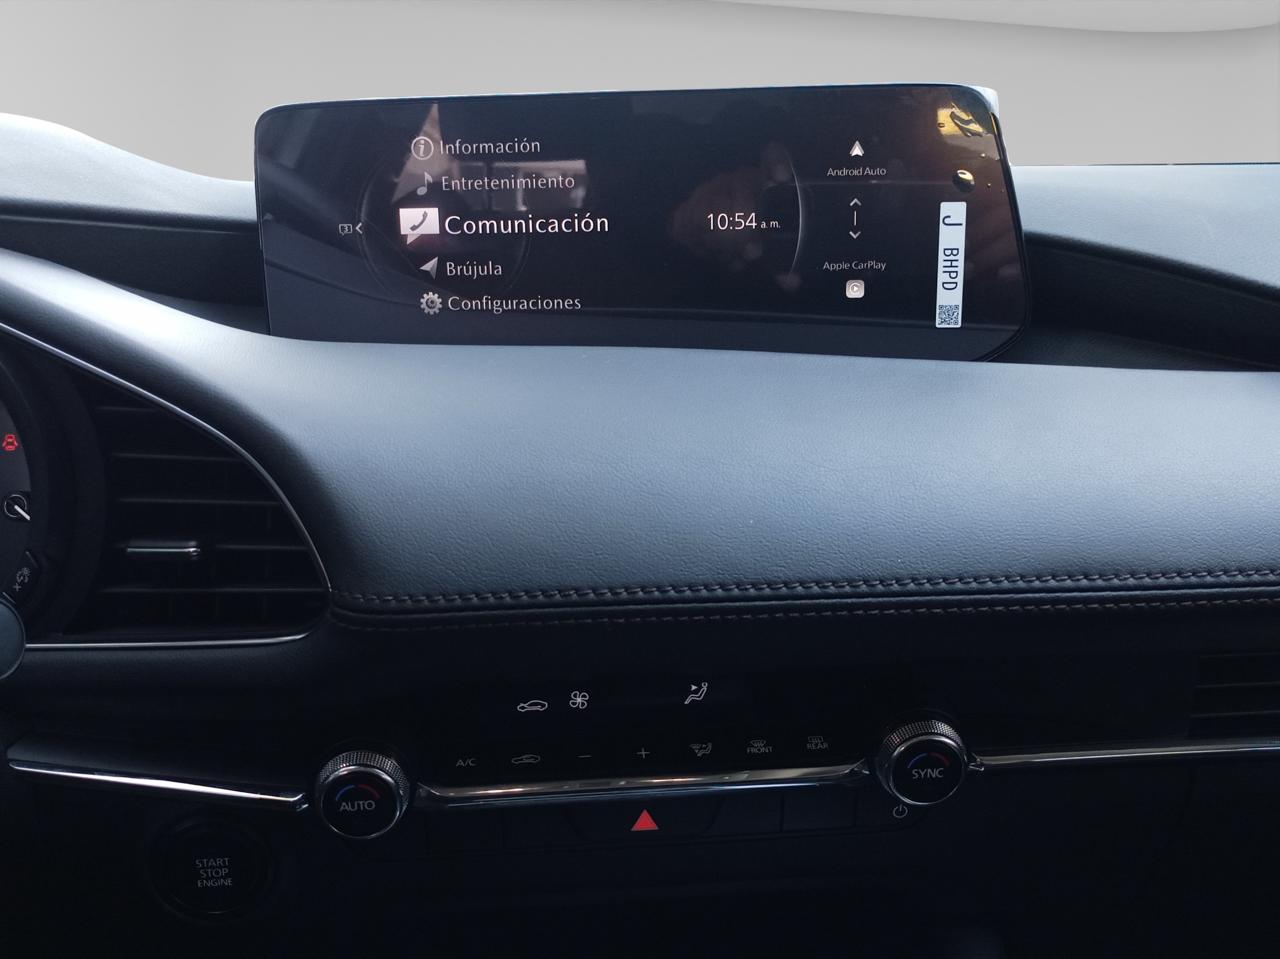 Información
Entretenimiento
Comunicación
Brújula
Configuraciones
10:54 a.m.
Android Auto
Apple CarPlay
J BHPD
A/C
FRONT
REAR
AUTO
SYNC
START
STOP
ENGINE